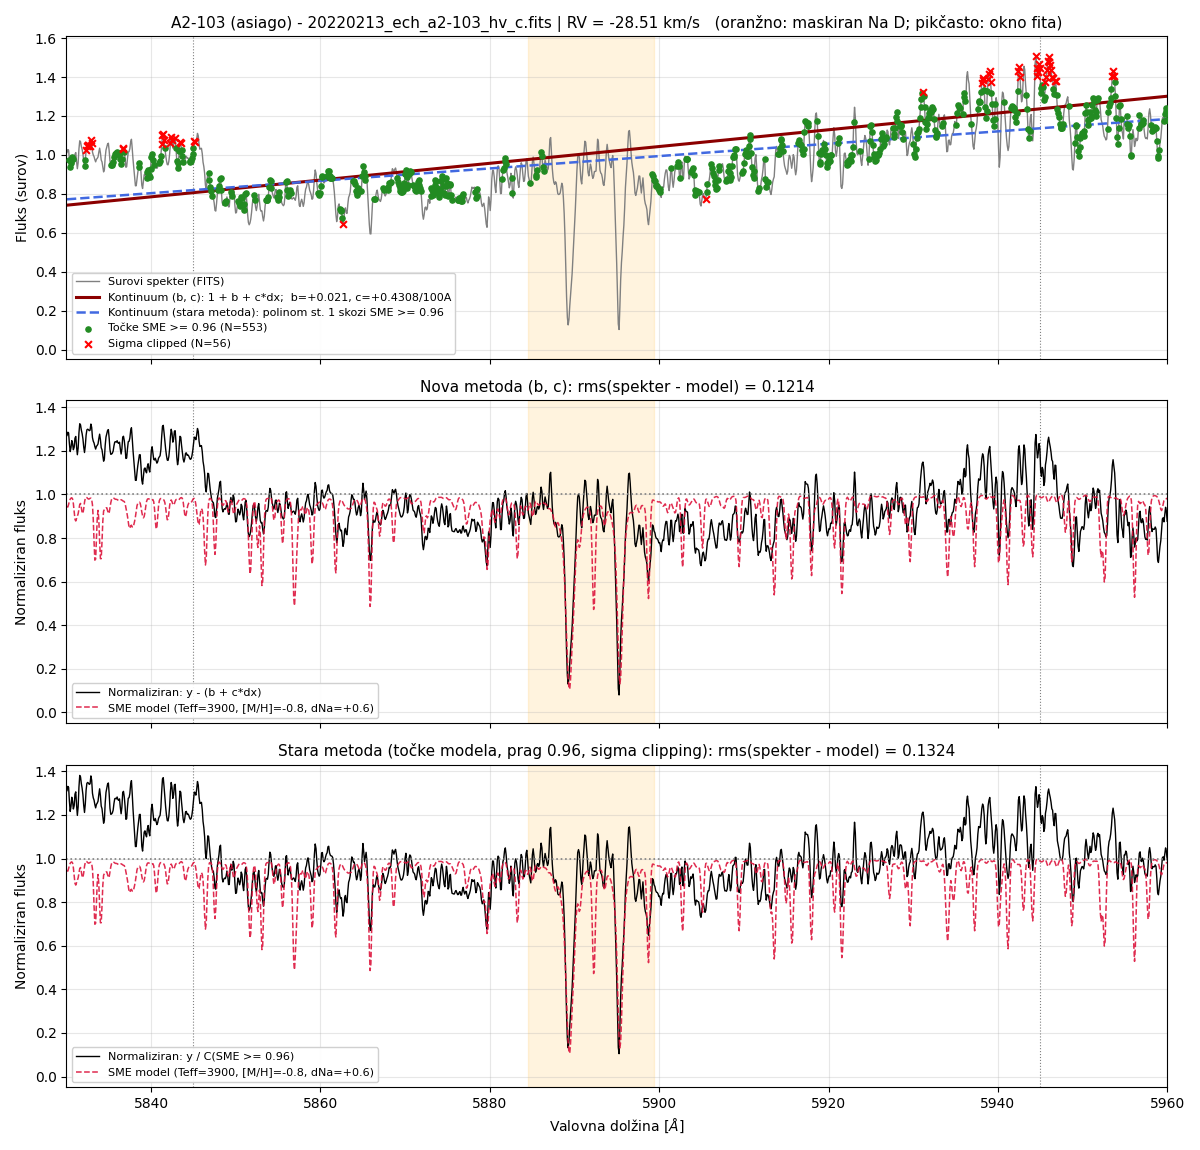 A2-103 (asiago) - 20220213_ech_a2-103_hv_c.fits | RV = -28.51 km/s   (oranžno: maskiran Na D; pikčasto: okno fita)
1.6
1.4
1.2
1.0
0.8
0.6
0.4
0.2
0.0
Fluks (surov)
Surovi spekter (FITS)
Kontinuum (b, c): 1 + b + c*dx;  b=+0.021, c=+0.4308/100A
Kontinuum (stara metoda): polinom st. 1 skozi SME >= 0.96
Točke SME >= 0.96 (N=553)
Sigma clipped (N=56)
Nova metoda (b, c): rms(spekter - model) = 0.1214
1.4
1.2
1.0
0.8
0.6
0.4
0.2
0.0
Normaliziran fluks
Normaliziran: y - (b + c*dx)
SME model (Teff=3900, [M/H]=-0.8, dNa=+0.6)
Stara metoda (točke modela, prag 0.96, sigma clipping): rms(spekter - model) = 0.1324
1.4
1.2
1.0
0.8
0.6
0.4
0.2
0.0
Normaliziran fluks
Normaliziran: y / C(SME >= 0.96)
SME model (Teff=3900, [M/H]=-0.8, dNa=+0.6)
5840 5860 5880 5900 5920 5940 5960
Valovna dolžina [Å]